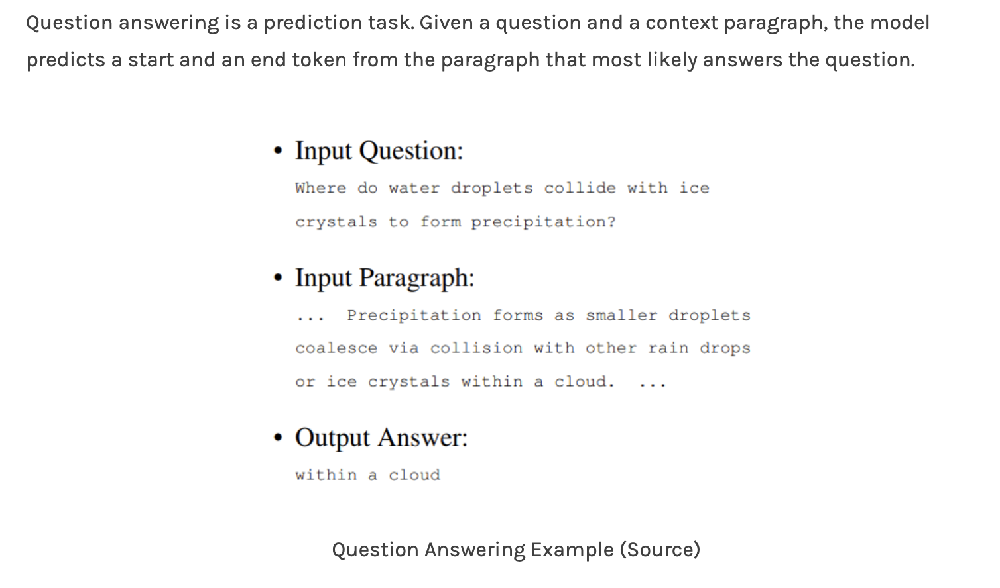 Question answering is a prediction task. Given a question and a context paragraph, the model
predicts a start and an end token from the paragraph that most likely answers the question.
• Input Question:
Where do water droplets collide with ice
crystals to form precipitation?
• Input Paragraph:
... Precipitation forms as smaller droplets
coalesce via collision with other rain drops
or ice crystals within a cloud. ...
• Output Answer:
within a cloud
Question Answering Example (Source)